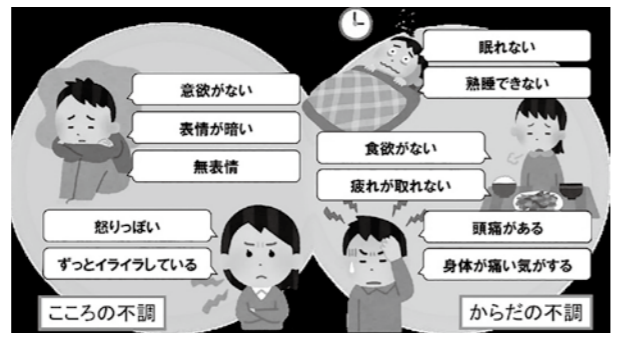 意欲がない
表情が暗い
無表情
怒りっぽい
ずっとイライラしている
こころの不調
眠れない
熟睡できない
食欲がない
疲れが取れない
頭痛がある
身体が痛い気がする
からだの不調